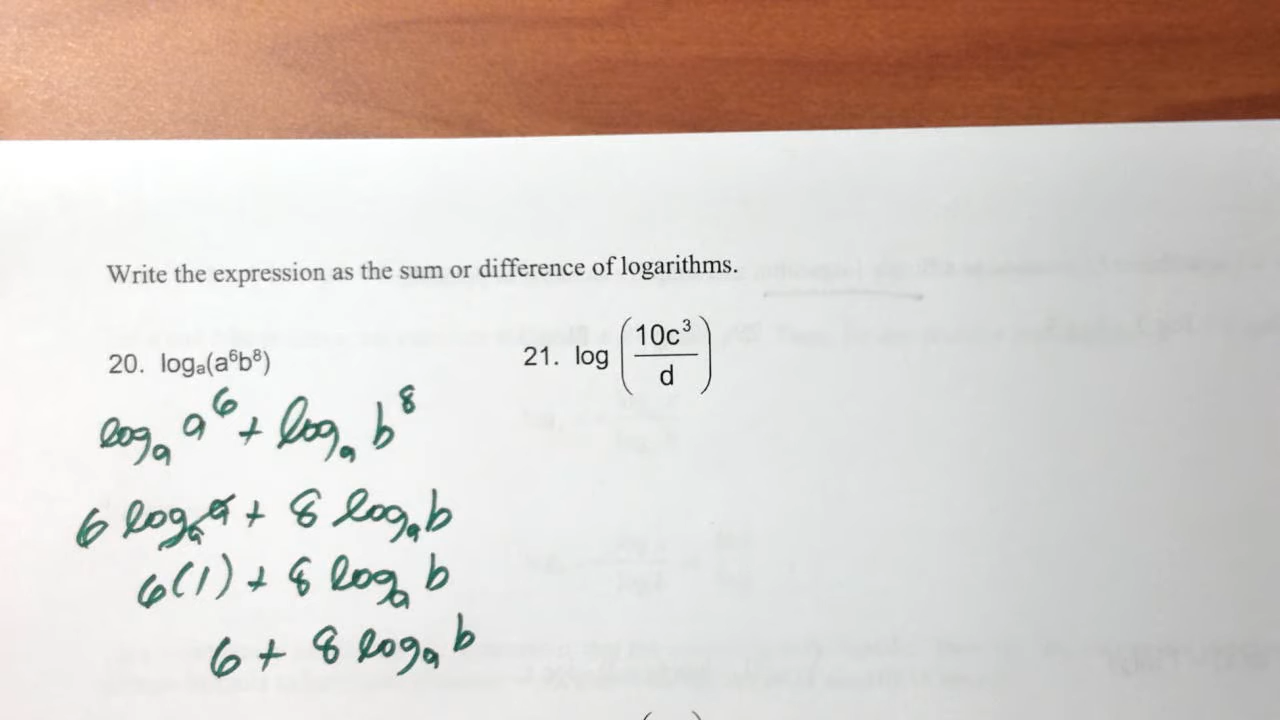 Write the expression as the sum or difference of logarithms.
20. logₐ(a⁶b⁸)
21. log (10c³/d)
logₐ a⁶ + logₐ b⁸
6 logₐ a + 8 logₐ b
6(1) + 8 logₐ b
6 + 8 logₐ b